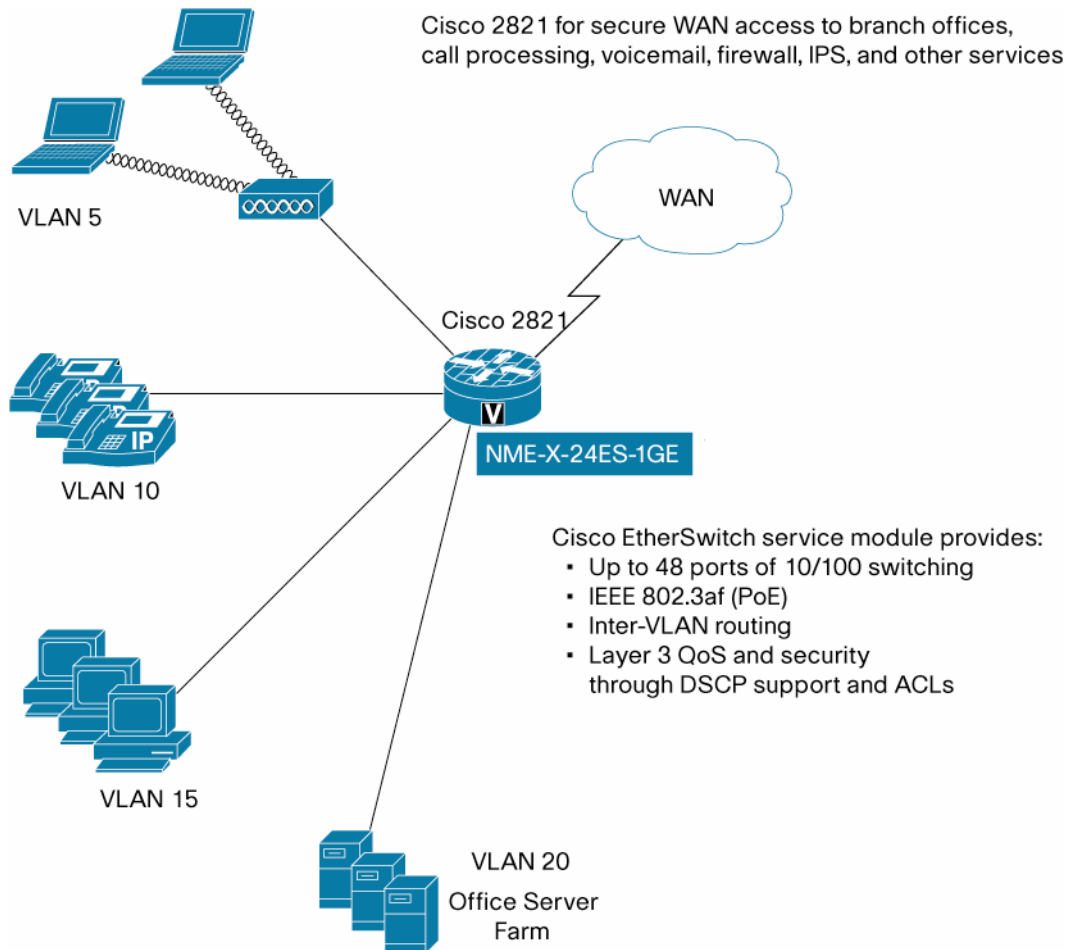 Cisco 2821 for secure WAN access to branch offices,
call processing, voicemail, firewall, IPS, and other services
VLAN 5
WAN
Cisco 2821
V
IP
NME-X-24ES-1GE
VLAN 10
Cisco EtherSwitch service module provides:
▪ Up to 48 ports of 10/100 switching
▪ IEEE 802.3af (PoE)
▪ Inter-VLAN routing
▪ Layer 3 QoS and security
through DSCP support and ACLs
VLAN 15
VLAN 20
Office Server
Farm